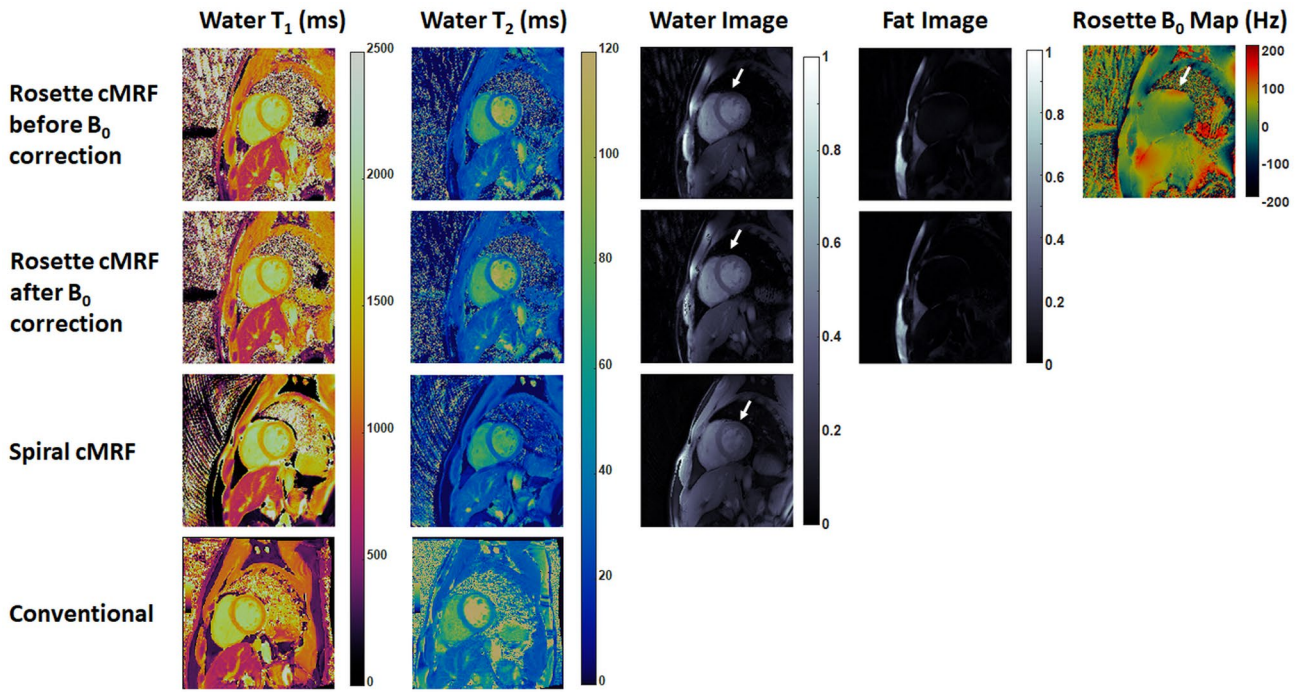 Water T₁ (ms)
Water T₂ (ms)
Water Image
Fat Image
Rosette B₀ Map (Hz)
Rosette cMRF
before B₀
correction
Rosette cMRF
after B₀
correction
Spiral cMRF
Conventional
2500
2000
1500
1000
500
0
120
100
80
60
40
20
0
1
0.8
0.6
0.4
0.2
0
1
0.8
0.6
0.4
0.2
0
200
100
0
-100
-200